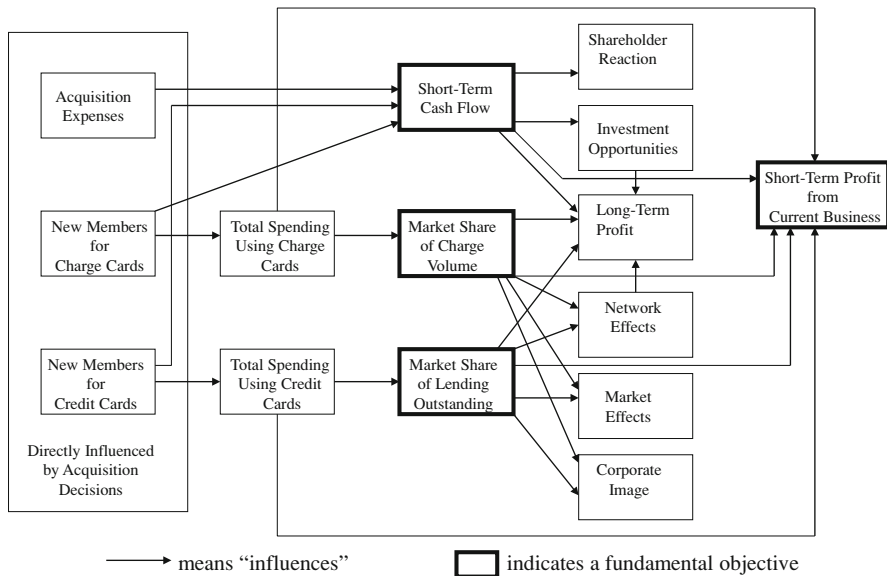 Acquisition
Expenses
New Members
for
Charge Cards
New Members
for
Credit Cards
Directly Influenced
by Acquisition
Decisions
Total Spending
Using Charge
Cards
Total Spending
Using Credit
Cards
Short-Term
Cash Flow
Market Share
of Charge
Volume
Market Share
of Lending
Outstanding
Shareholder
Reaction
Investment
Opportunities
Long-Term
Profit
Network
Effects
Market
Effects
Corporate
Image
Short-Term Profit
from
Current Business
means “influences”
indicates a fundamental objective